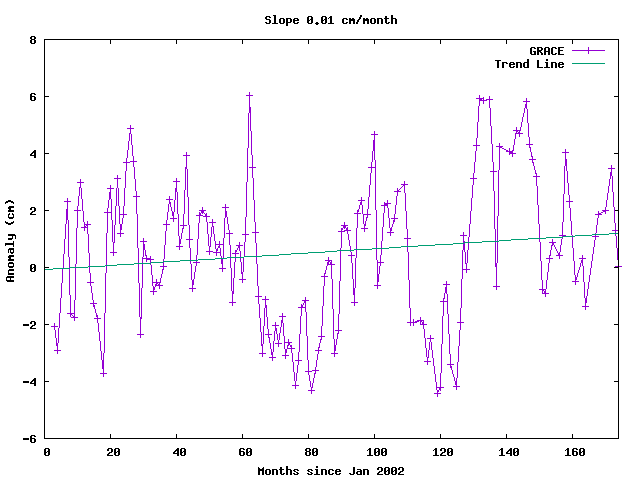 Slope 0.01 cm/month
GRACE
Trend Line
8
6
4
2
0
-2
-4
-6
Anomaly (cm)
0 20 40 60 80 100 120 140 160
Months since Jan 2002